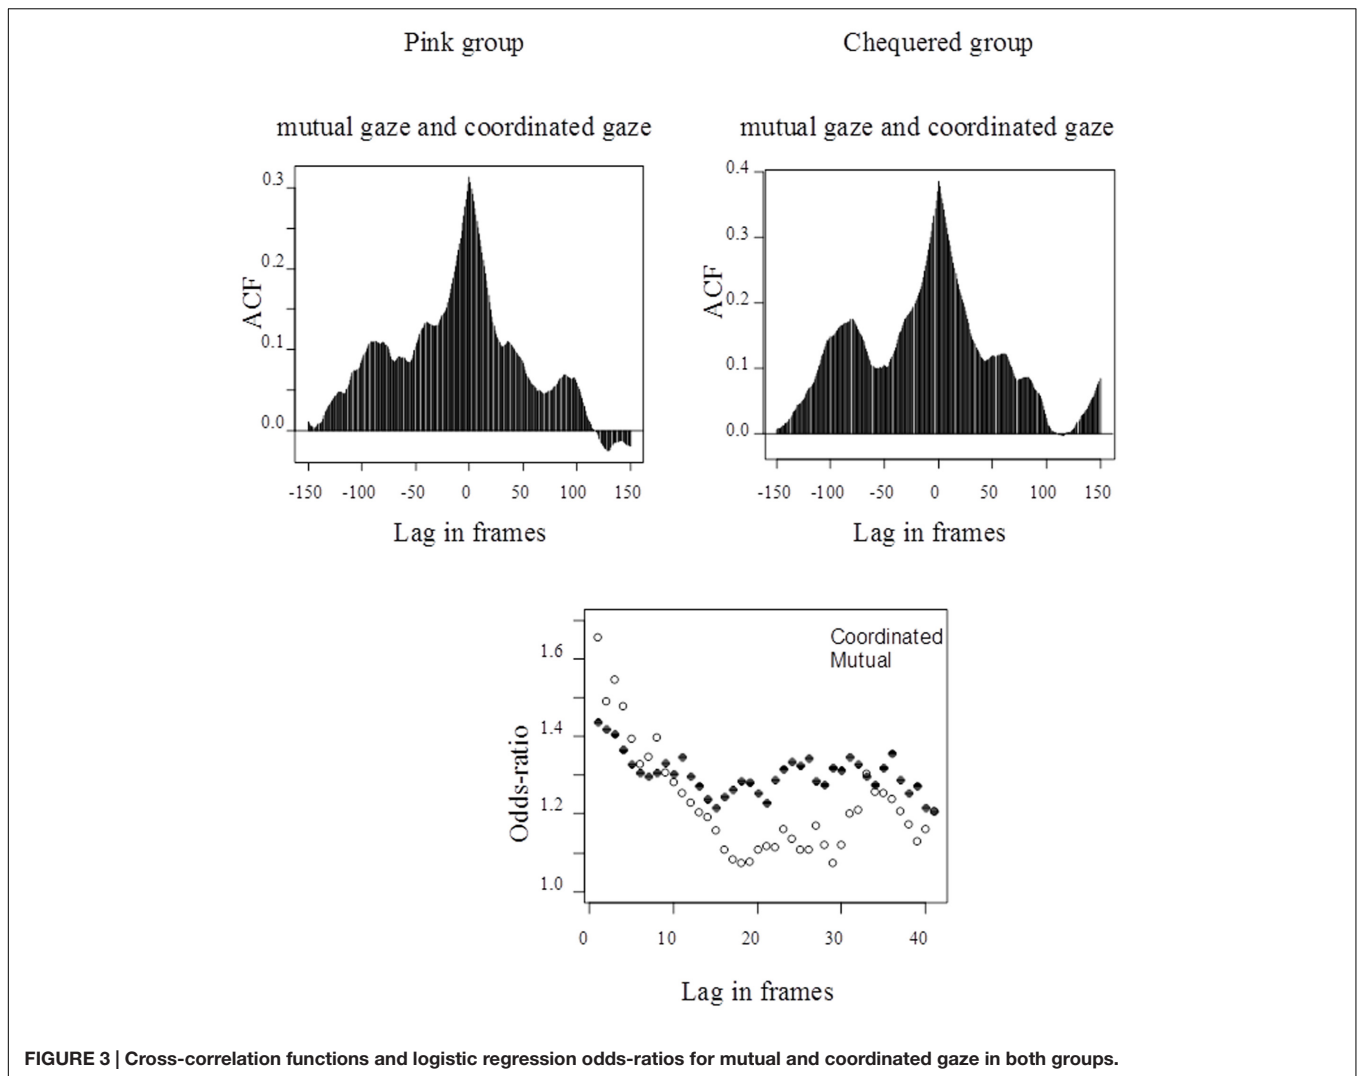 Pink group
Chequered group
mutual gaze and coordinated gaze
mutual gaze and coordinated gaze
ACF
0.3
0.2
0.1
0.0
-150 -100 -50 0 50 100 150
Lag in frames
ACF
0.4
0.3
0.2
0.1
0.0
-150 -100 -50 0 50 100 150
Lag in frames
Coordinated
Mutual
Odds-ratio
1.6
1.4
1.2
1.0
0 10 20 30 40
Lag in frames
FIGURE 3 | Cross-correlation functions and logistic regression odds-ratios for mutual and coordinated gaze in both groups.